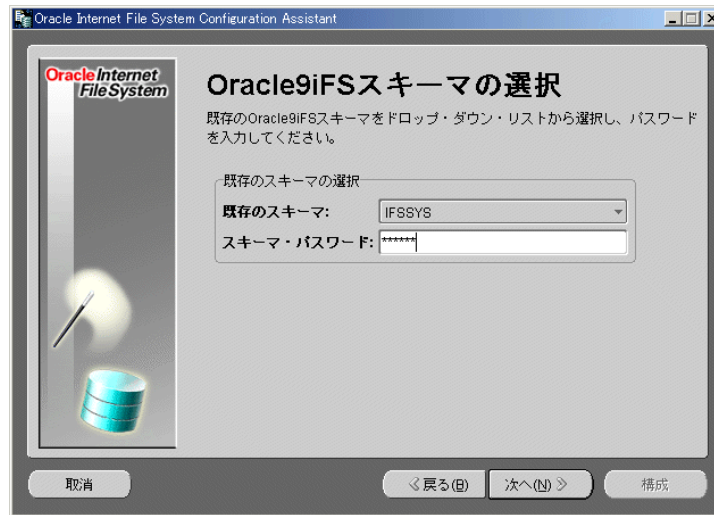 Oracle Internet File System Configuration Assistant
Oracle Internet
FileSystem
Oracle9iFSスキーマの選択
既存のOracle9iFSスキーマをドロップ・ダウン・リストから選択し、パスワード
を入力してください。
既存のスキーマの選択
既存のスキーマ:
IFSSYS
スキーマ・パスワード:
******
取消
戻る(B)
次へ(N)
構成